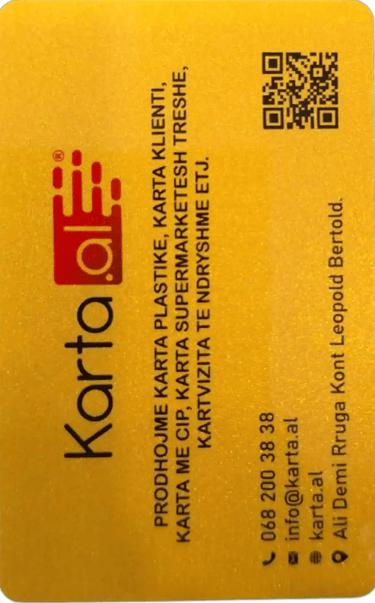 Karta.al®
PRODHOJME KARTA PLASTIKE, KARTA KLIENTI,
KARTA ME CIP, KARTA SUPERMARKETESH TRESHE,
KARTVIZITA TE NDRYSHME ETJ.
068 200 38 38
info@karta.al
karta.al
Ali Demi Rruga Kont Leopold Bertold.